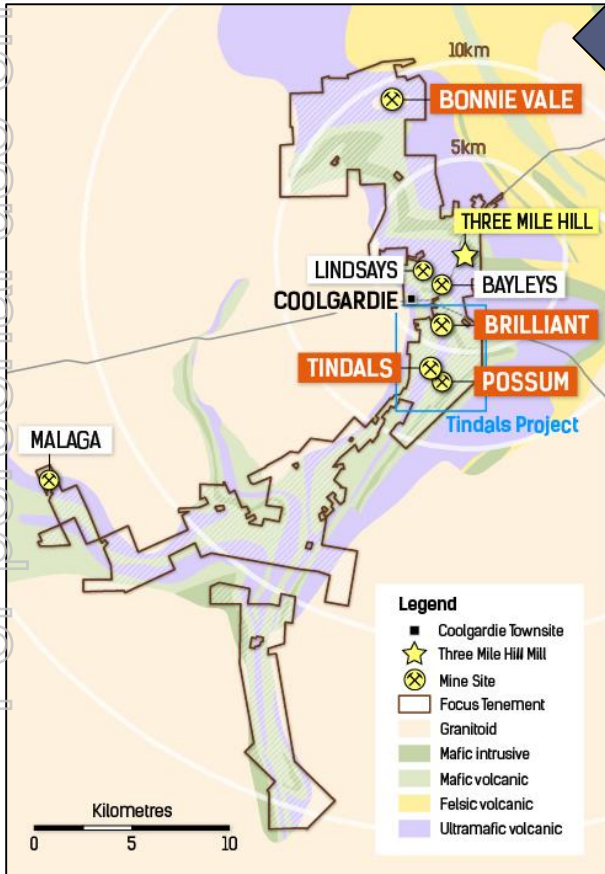 10km
BONNIE VALE
5km
THREE MILE HILL
LINDSAYS
BAYLEYS
COOLGARDIE
BRILLIANT
TINDALS
POSSUM
Tindals Project
MALAGA
Legend
Coolgardie Townsite
Three Mile Hill Mill
Mine Site
Focus Tenement
Granitoid
Mafic intrusive
Mafic volcanic
Felsic volcanic
Ultramafic volcanic
Kilometres
0 5 10